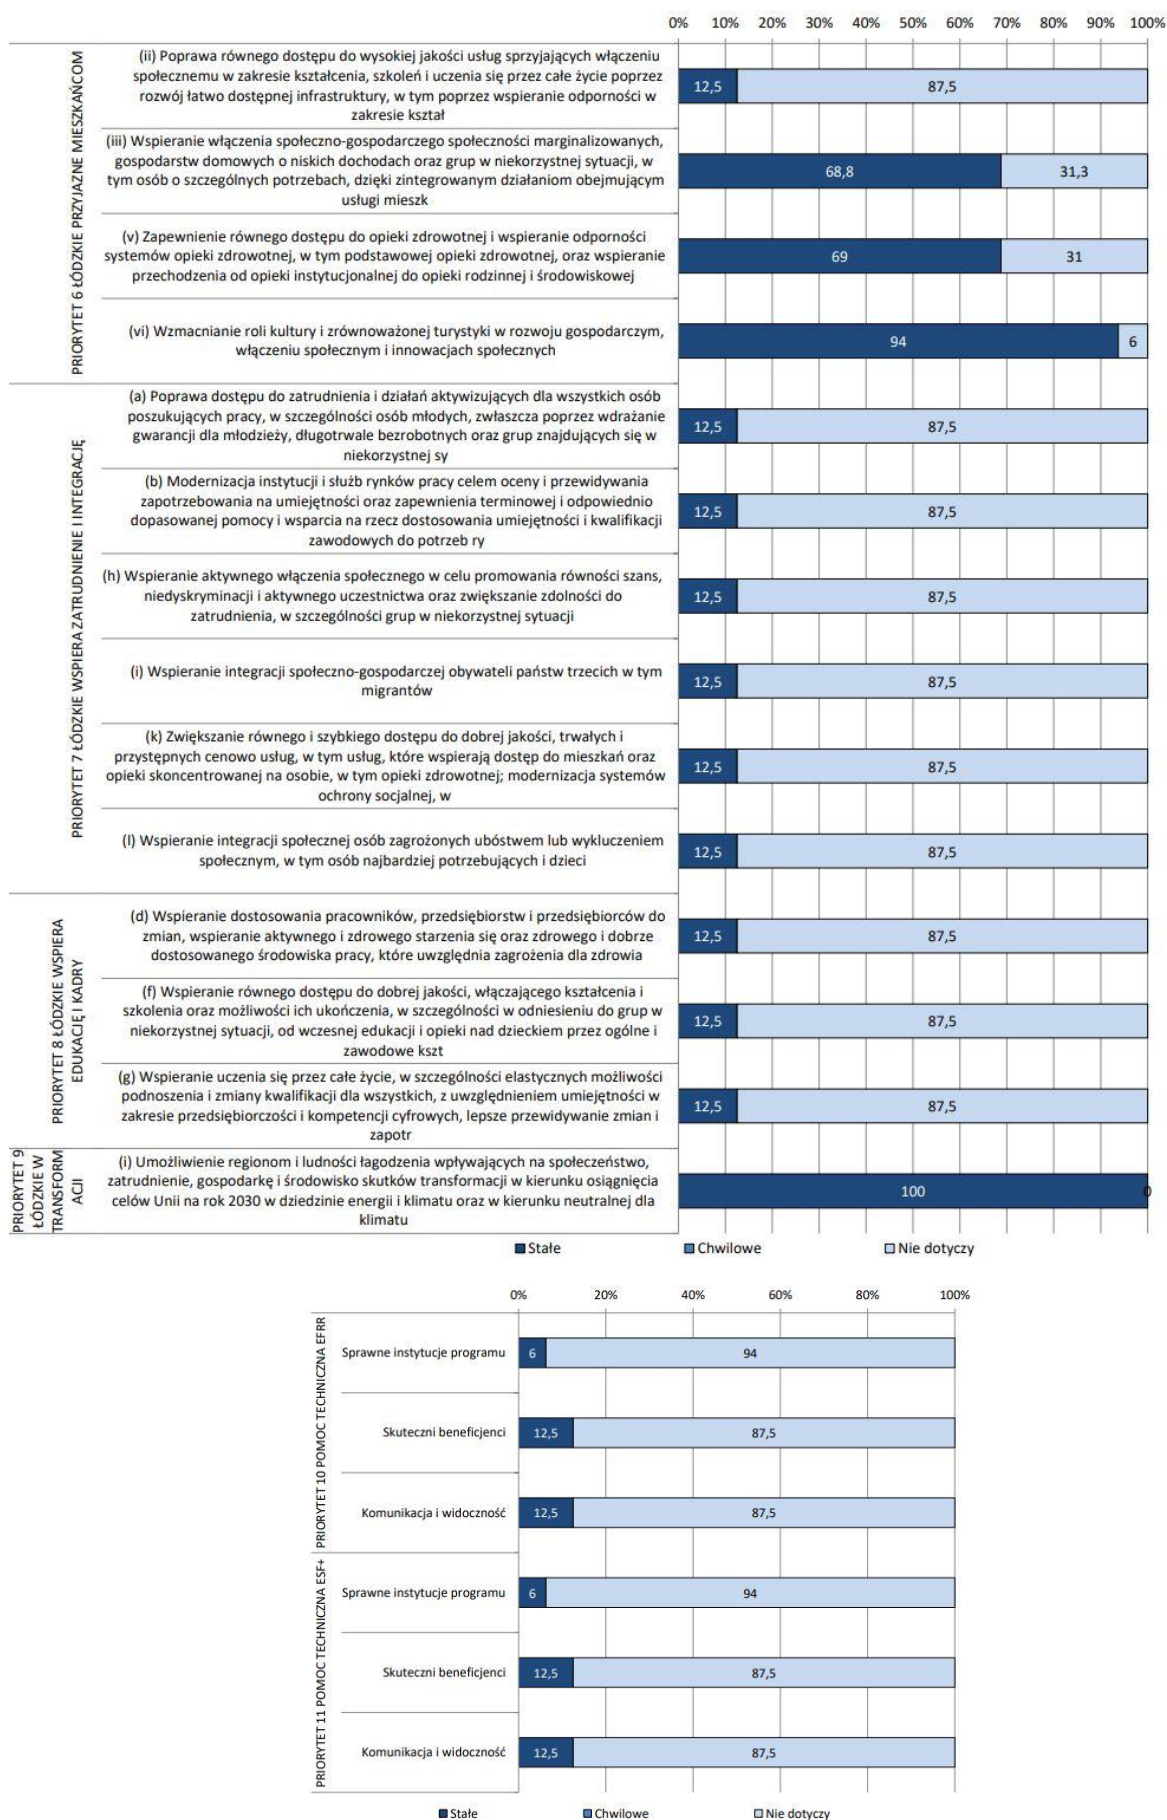 0% 10% 20% 30% 40% 50% 60% 70% 80% 90% 100%
PRIORYTET 6 ŁÓDZKIE PRZYJAZNE MIESZKAŃCOM
(ii) Poprawa równego dostępu do wysokiej jakości usług sprzyjających włączeniu
społecznemu w zakresie kształcenia, szkoleń i uczenia się przez całe życie poprzez
rozwój łatwo dostępnej infrastruktury, w tym poprzez wspieranie odporności w
zakresie kształ
12,5 87,5
(iii) Wspieranie włączenia społeczno-gospodarczego społeczności marginalizowanych,
gospodarstw domowych o niskich dochodach oraz grup w niekorzystnej sytuacji, w
tym osób o szczególnych potrzebach, dzięki zintegrowanym działaniom obejmującym
usługi mieszk
68,8 31,3
(v) Zapewnienie równego dostępu do opieki zdrowotnej i wspieranie odporności
systemów opieki zdrowotnej, w tym podstawowej opieki zdrowotnej, oraz wspieranie
przechodzenia od opieki instytucjonalnej do opieki rodzinnej i środowiskowej
69 31
(vi) Wzmacnianie roli kultury i zrównoważonej turystyki w rozwoju gospodarczym,
włączeniu społecznym i innowacjach społecznych
94 6
PRIORYTET 7 ŁÓDZKIE WSPIERA ZATRUDNIENIE I INTEGRACJĘ
(a) Poprawa dostępu do zatrudnienia i działań aktywizujących dla wszystkich osób
poszukujących pracy, w szczególności osób młodych, zwłaszcza poprzez wdrażanie
gwarancji dla młodzieży, długotrwale bezrobotnych oraz grup znajdujących się w
niekorzystnej sy
12,5 87,5
(b) Modernizacja instytucji i służb rynków pracy celem oceny i przewidywania
zapotrzebowania na umiejętności oraz zapewnienia terminowej i odpowiednio
dopasowanej pomocy i wsparcia na rzecz dostosowania umiejętności i kwalifikacji
zawodowych do potrzeb ry
12,5 87,5
(h) Wspieranie aktywnego włączenia społecznego w celu promowania równości szans,
niedyskryminacji i aktywnego uczestnictwa oraz zwiększanie zdolności do
zatrudnienia, w szczególności grup w niekorzystnej sytuacji
12,5 87,5
(i) Wspieranie integracji społeczno-gospodarczej obywateli państw trzecich w tym
migrantów
12,5 87,5
(k) Zwiększanie równego i szybkiego dostępu do dobrej jakości, trwałych i
przystępnych cenowo usług, w tym usług, które wspierają dostęp do mieszkań oraz
opieki skoncentrowanej na osobie, w tym opieki zdrowotnej; modernizacja systemów
ochrony socjalnej, w
12,5 87,5
(l) Wspieranie integracji społecznej osób zagrożonych ubóstwem lub wykluczeniem
społecznym, w tym osób najbardziej potrzebujących i dzieci
12,5 87,5
PRIORYTET 8 ŁÓDZKIE WSPIERA
EDUKACJĘ I KADRY
(d) Wspieranie dostosowania pracowników, przedsiębiorstw i przedsiębiorców do
zmian, wspieranie aktywnego i zdrowego starzenia się oraz zdrowego i dobrze
dostosowanego środowiska pracy, które uwzględnia zagrożenia dla zdrowia
12,5 87,5
(f) Wspieranie równego dostępu do dobrej jakości, włączającego kształcenia i
szkolenia oraz możliwości ich ukończenia, w szczególności w odniesieniu do grup w
niekorzystnej sytuacji, od wczesnej edukacji i opieki nad dzieckiem przez ogólne i
zawodowe kszt
12,5 87,5
(g) Wspieranie uczenia się przez całe życie, w szczególności elastycznych możliwości
podnoszenia i zmiany kwalifikacji dla wszystkich, z uwzględnieniem umiejętności w
zakresie przedsiębiorczości i kompetencji cyfrowych, lepsze przewidywanie zmian i
zapotr
12,5 87,5
PRIORYTET 9
ŁÓDZKIE W
TRANSFORM
ACJI
(i) Umożliwienie regionom i ludności łagodzenia wpływających na społeczeństwo,
zatrudnienie, gospodarkę i środowisko skutków transformacji w kierunku osiągnięcia
celów Unii na rok 2030 w dziedzinie energii i klimatu oraz w kierunku neutralnej dla
klimatu
100 0
Stałe Chwilowe Nie dotyczy
0% 20% 40% 60% 80% 100%
PRIORYTET 10 POMOC TECHNICZNA EFRR
Sprawne instytucje programu 6 94
Skuteczni beneficjenci 12,5 87,5
Komunikacja i widoczność 12,5 87,5
PRIORYTET 11 POMOC TECHNICZNA ESF+
Sprawne instytucje programu 6 94
Skuteczni beneficjenci 12,5 87,5
Komunikacja i widoczność 12,5 87,5
Stałe Chwilowe Nie dotyczy